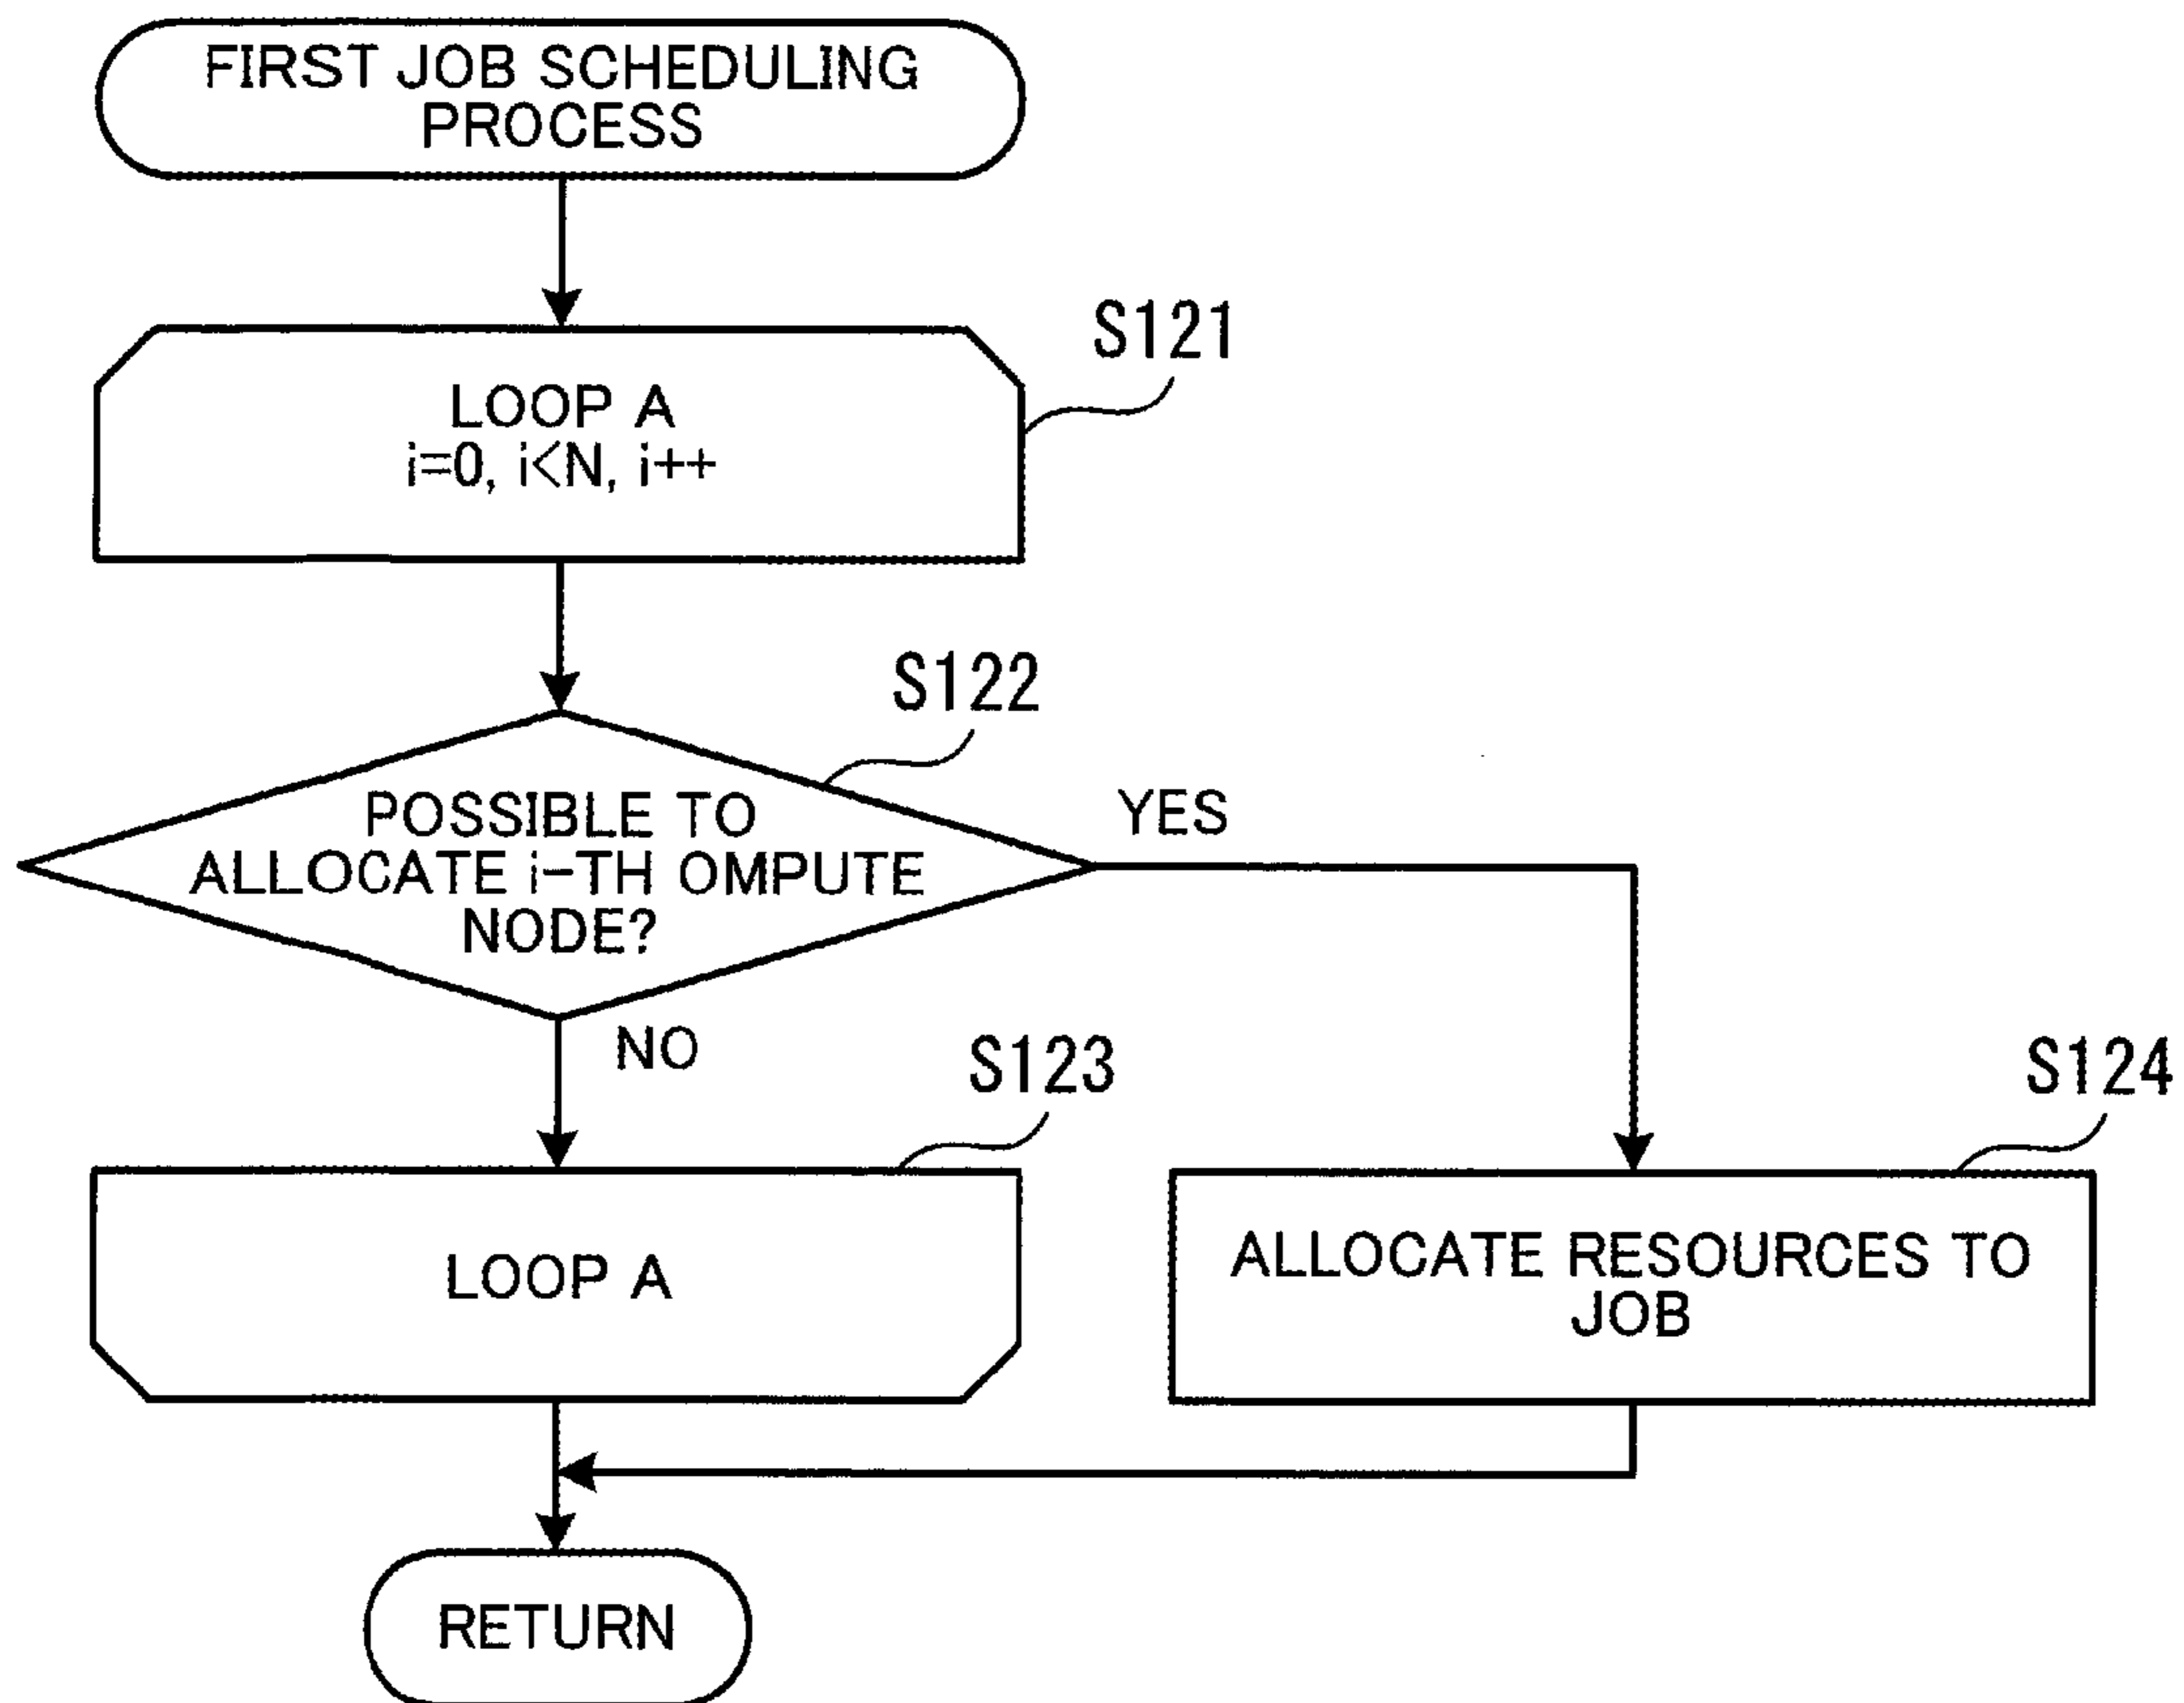 FIRST JOB SCHEDULING
PROCESS
S121
LOOP A
i=0, i<N, i++
S122
POSSIBLE TO
ALLOCATE i-TH OMPUTE
NODE?
YES
NO
S123
S124
LOOP A
ALLOCATE RESOURCES TO
JOB
RETURN